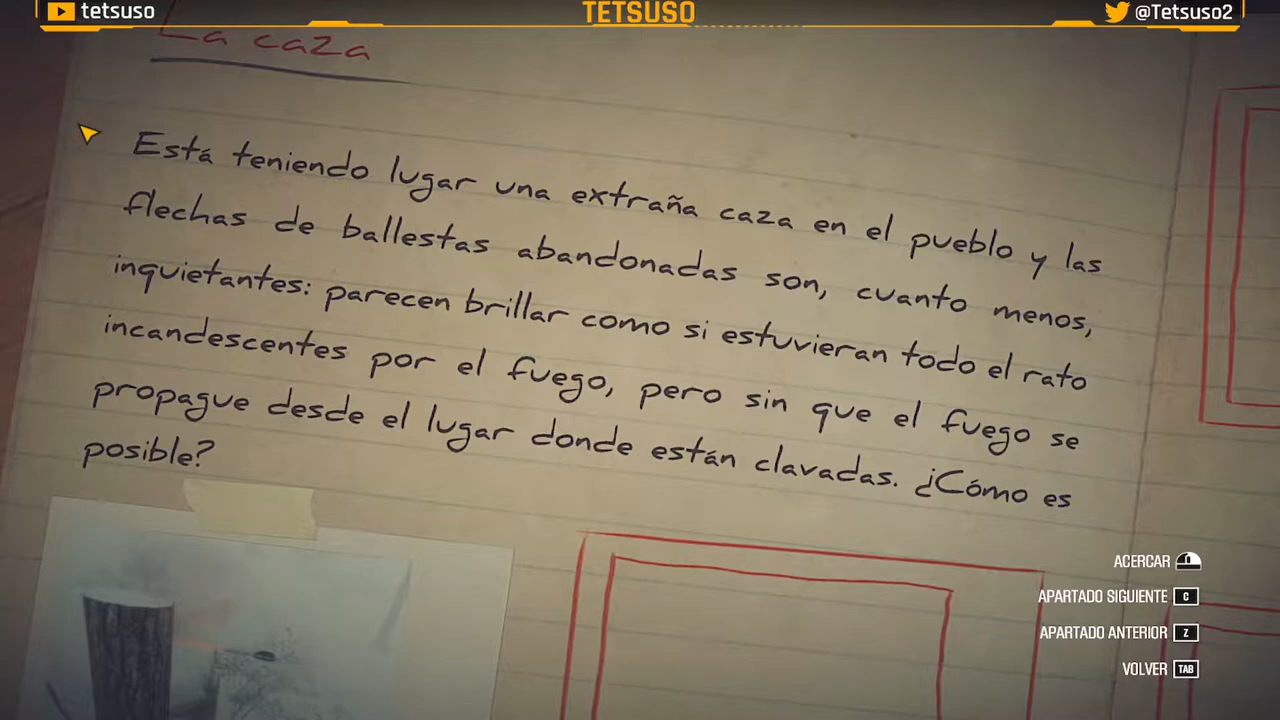 tetsuso
TETSUSO
@Tetsuso2
La caza
Está teniendo lugar una extraña caza en el pueblo y las
flechas de ballestas abandonadas son, cuanto menos,
inquietantes: parecen brillar como si estuvieran todo el rato
incandescentes por el fuego, pero sin que el fuego se
propague desde el lugar donde están clavadas. ¿Cómo es
posible?
ACERCAR
APARTADO SIGUIENTE C
APARTADO ANTERIOR Z
VOLVER TAB